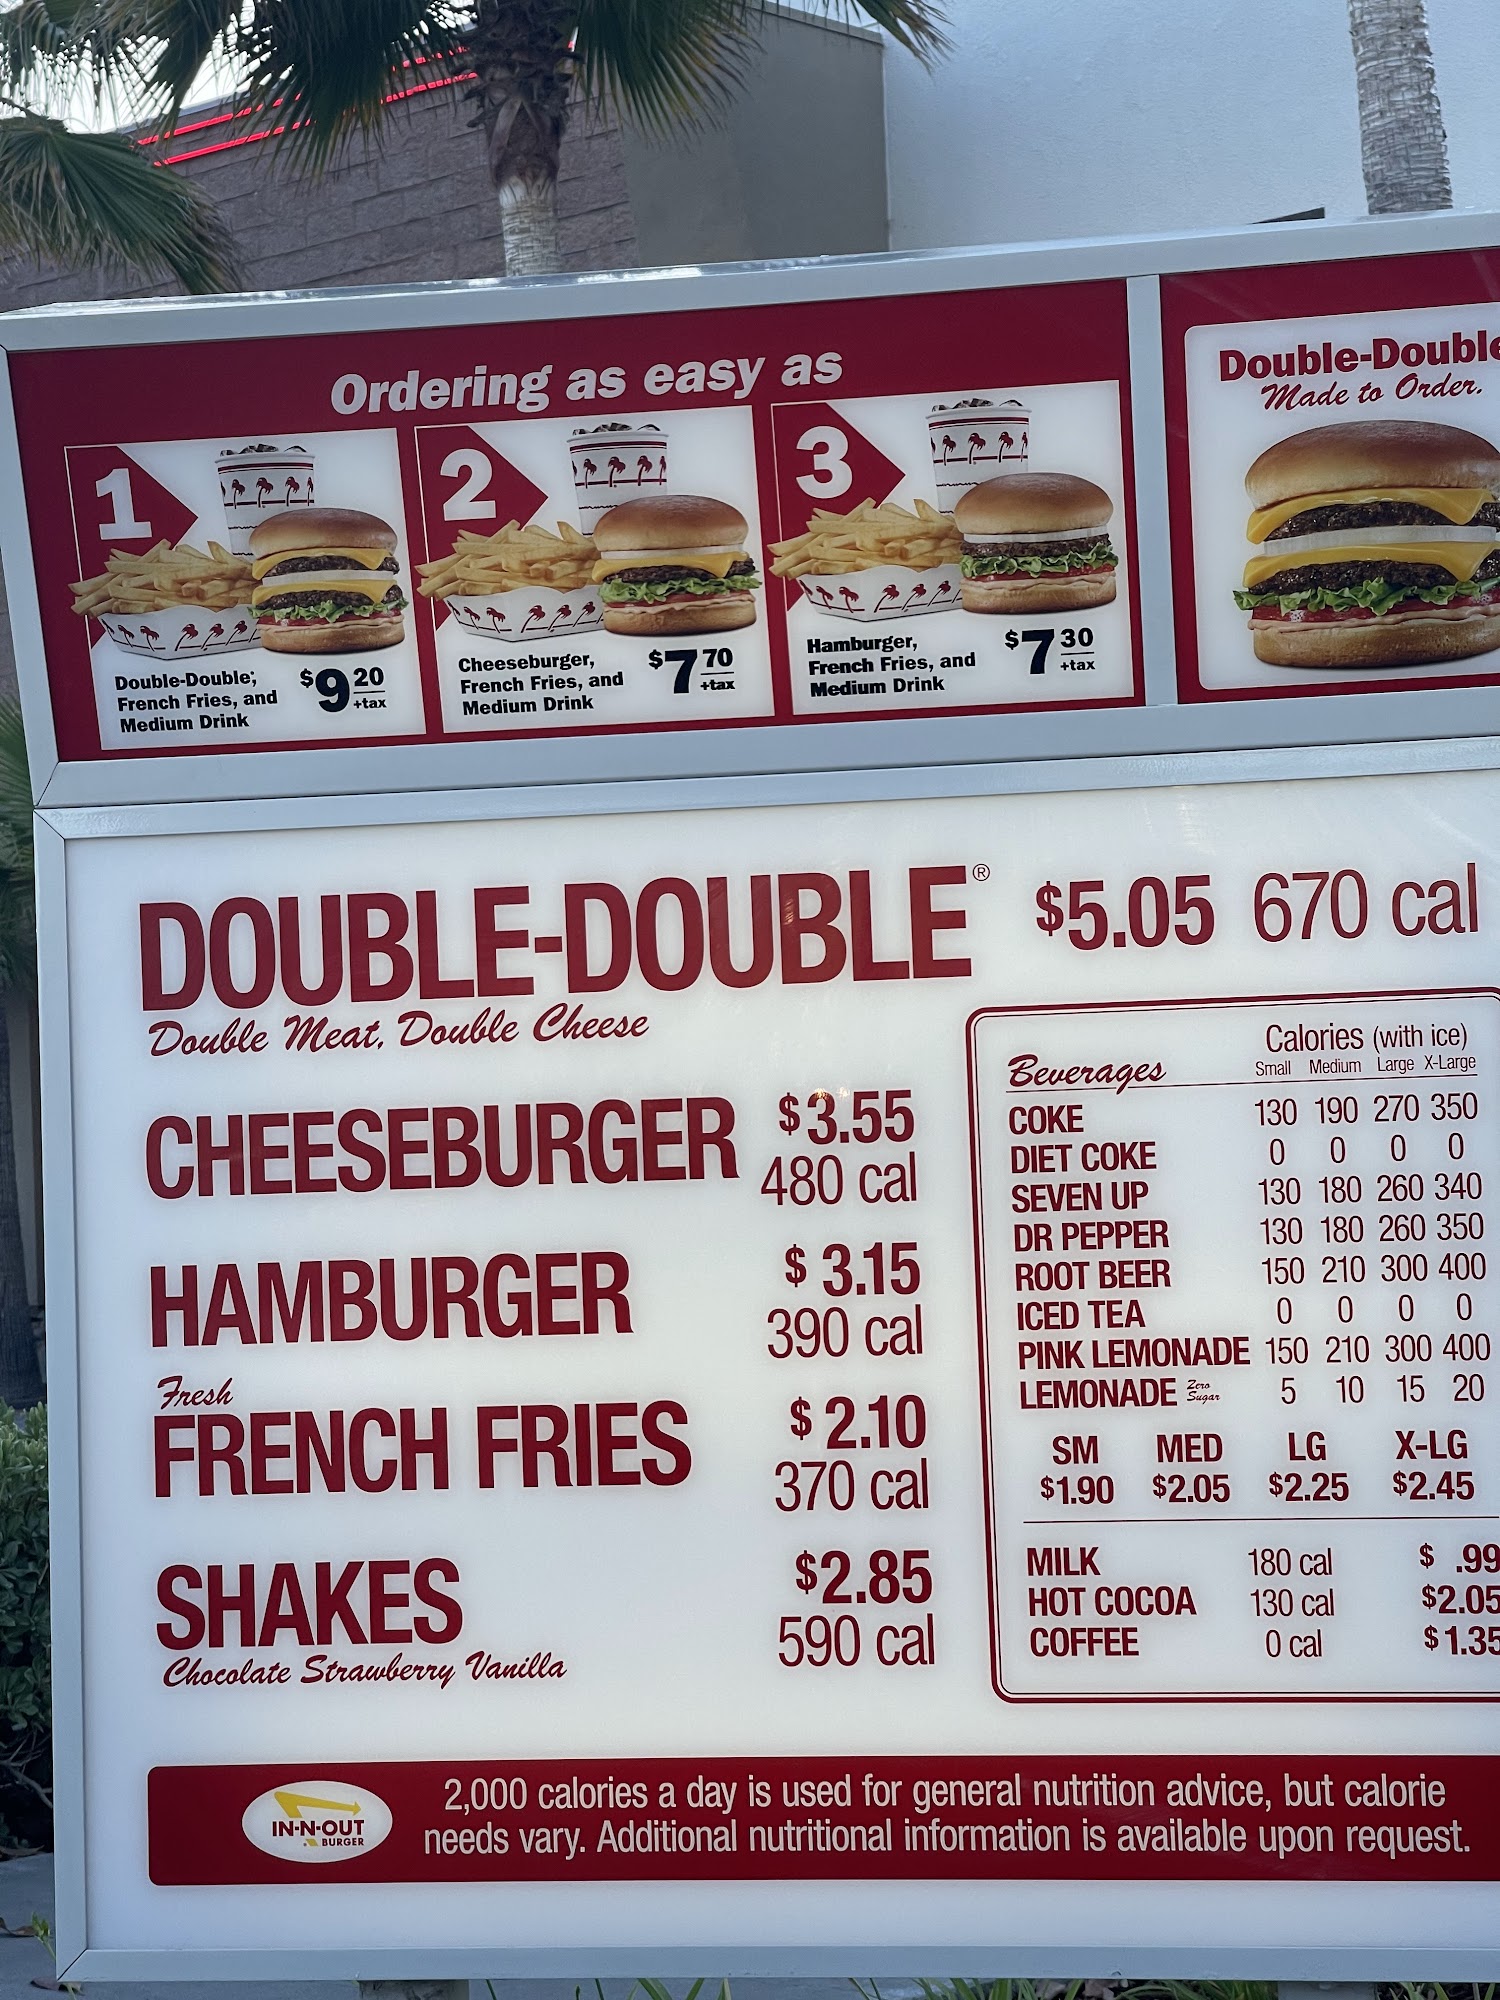 Ordering as easy as
1
Double-Double,
French Fries, and
Medium Drink
$9 20
+tax
2
Cheeseburger,
French Fries, and
Medium Drink
$7 70
+tax
3
Hamburger,
French Fries, and
Medium Drink
$7 30
+tax
Double-Double
Made to Order.
DOUBLE-DOUBLE® $5.05 670 cal
Double Meat, Double Cheese
CHEESEBURGER $3.55
480 cal
HAMBURGER $3.15
390 cal
Fresh
FRENCH FRIES $2.10
370 cal
SHAKES $2.85
590 cal
Chocolate Strawberry Vanilla
Calories (with ice)
Beverages Small Medium Large X-Large
COKE 130 190 270 350
DIET COKE 0 0 0 0
SEVEN UP 130 180 260 340
DR PEPPER 130 180 260 350
ROOT BEER 150 210 300 400
ICED TEA 0 0 0 0
PINK LEMONADE 150 210 300 400
LEMONADE Zero Sugar 5 10 15 20
SM MED LG X-LG
$1.90 $2.05 $2.25 $2.45
MILK 180 cal $ .99
HOT COCOA 130 cal $2.05
COFFEE 0 cal $1.35
IN-N-OUT
BURGER
2,000 calories a day is used for general nutrition advice, but calorie
needs vary. Additional nutritional information is available upon request.